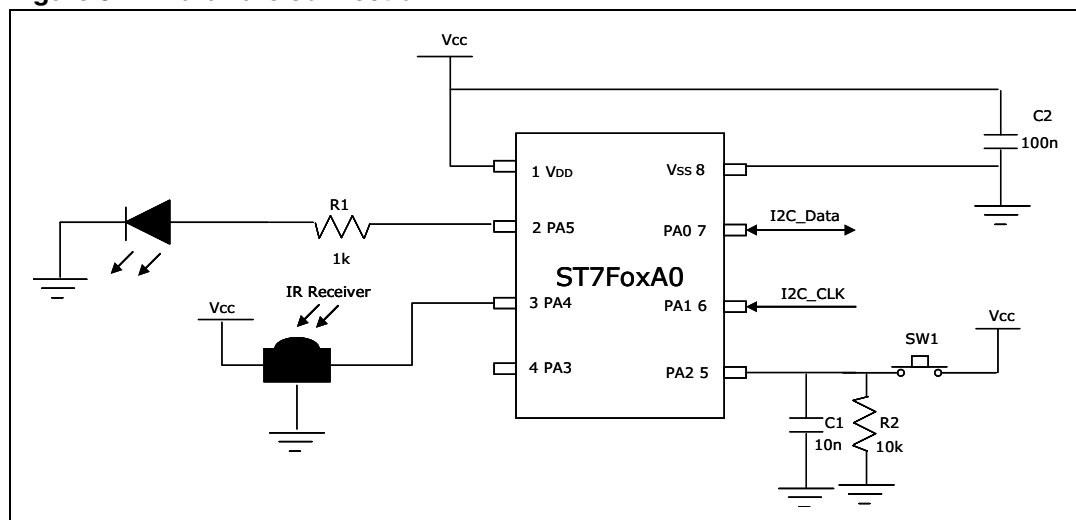 Vcc
C2
100n
1 VDD
VSS 8
R1
1k
2 PA5
PA0 7
I2C_Data
ST7FoxA0
IR Receiver
Vcc
3 PA4
PA1 6
I2C_CLK
Vcc
SW1
4 PA3
PA2 5
C1
10n
R2
10k